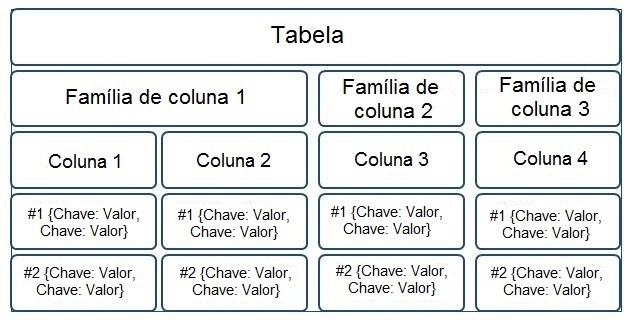 Tabela
Família de coluna 1
Família de
coluna 2
Família de
coluna 3
Coluna 1
Coluna 2
Coluna 3
Coluna 4
#1 {Chave: Valor,
Chave: Valor}
#1 {Chave: Valor,
Chave: Valor}
#1 {Chave: Valor,
Chave: Valor}
#1 {Chave: Valor,
Chave: Valor}
#2 {Chave: Valor,
Chave: Valor}
#2 {Chave: Valor,
Chave: Valor}
#2 {Chave: Valor,
Chave: Valor}
#2 {Chave: Valor,
Chave: Valor}